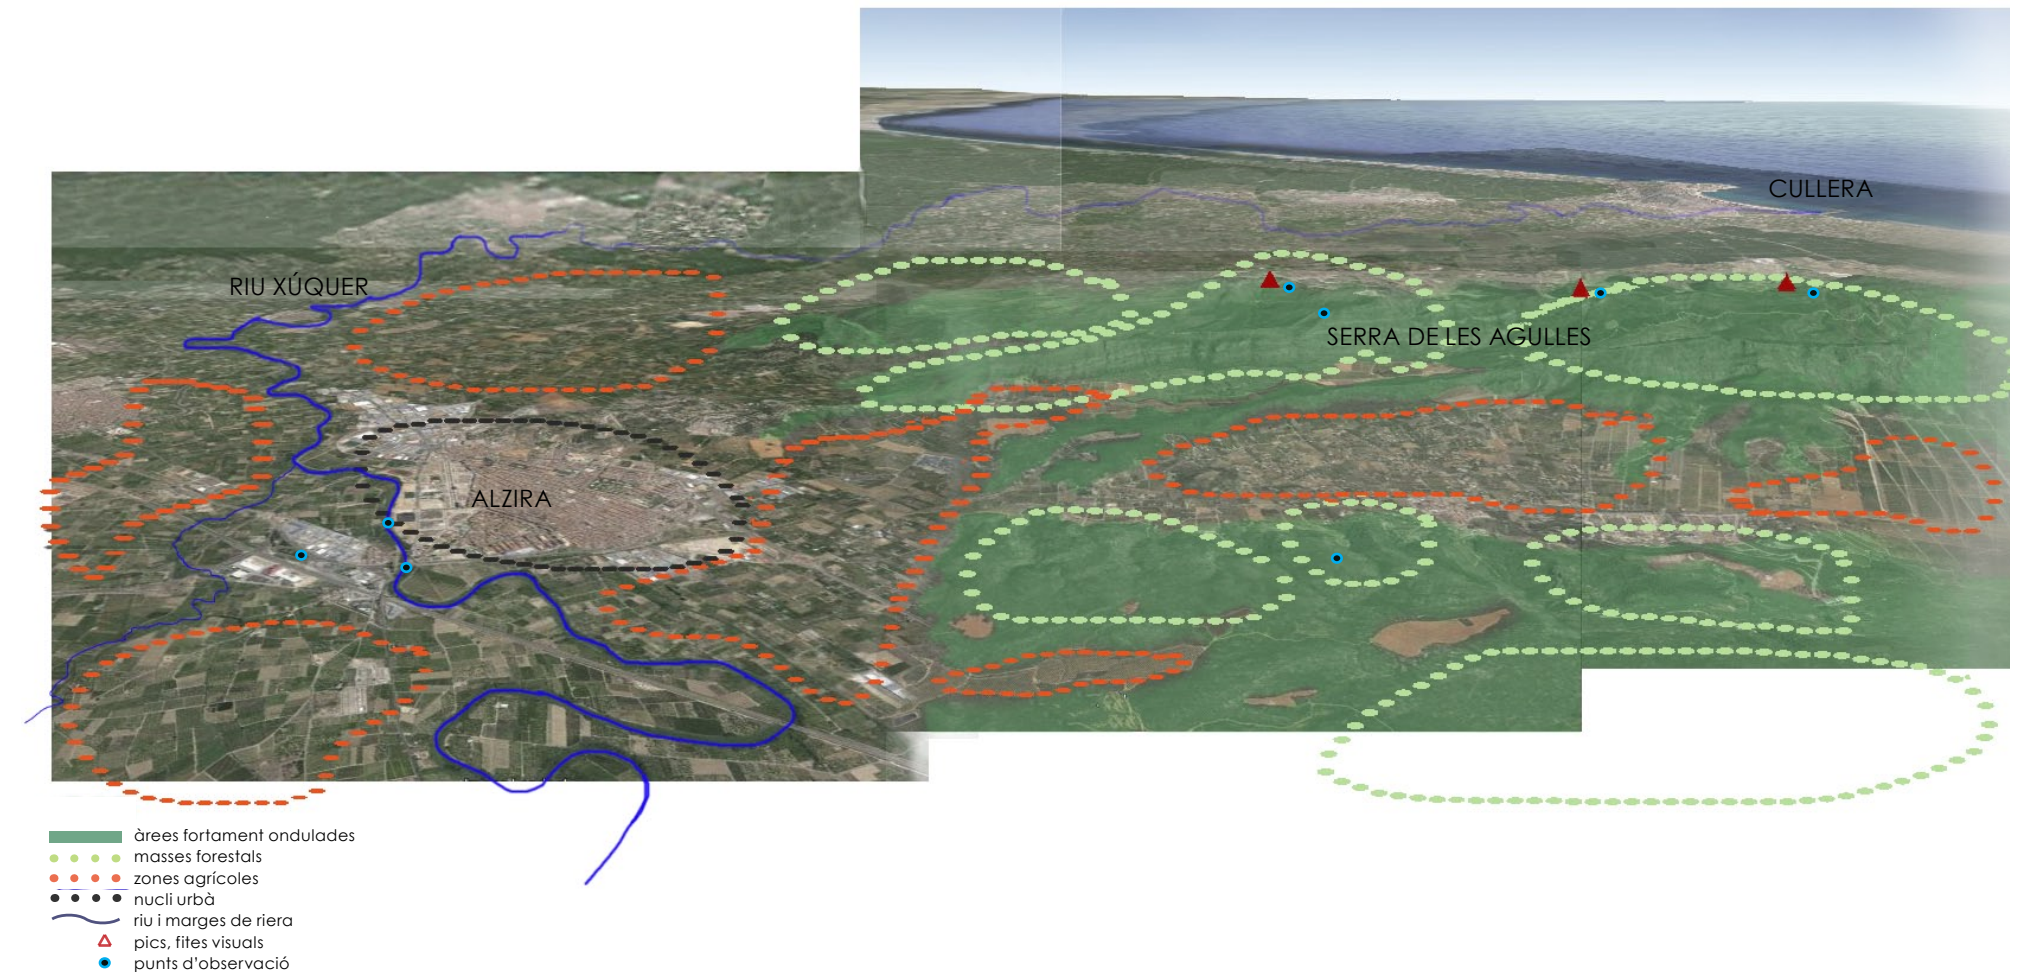 CULLERA
RIU XÚQUER
SERRA DE LES AGULLES
ALZIRA
àrees fortament ondulades
masses forestals
zones agrícoles
nucli urbà
riu i marges de riera
pics, fites visuals
punts d'observació